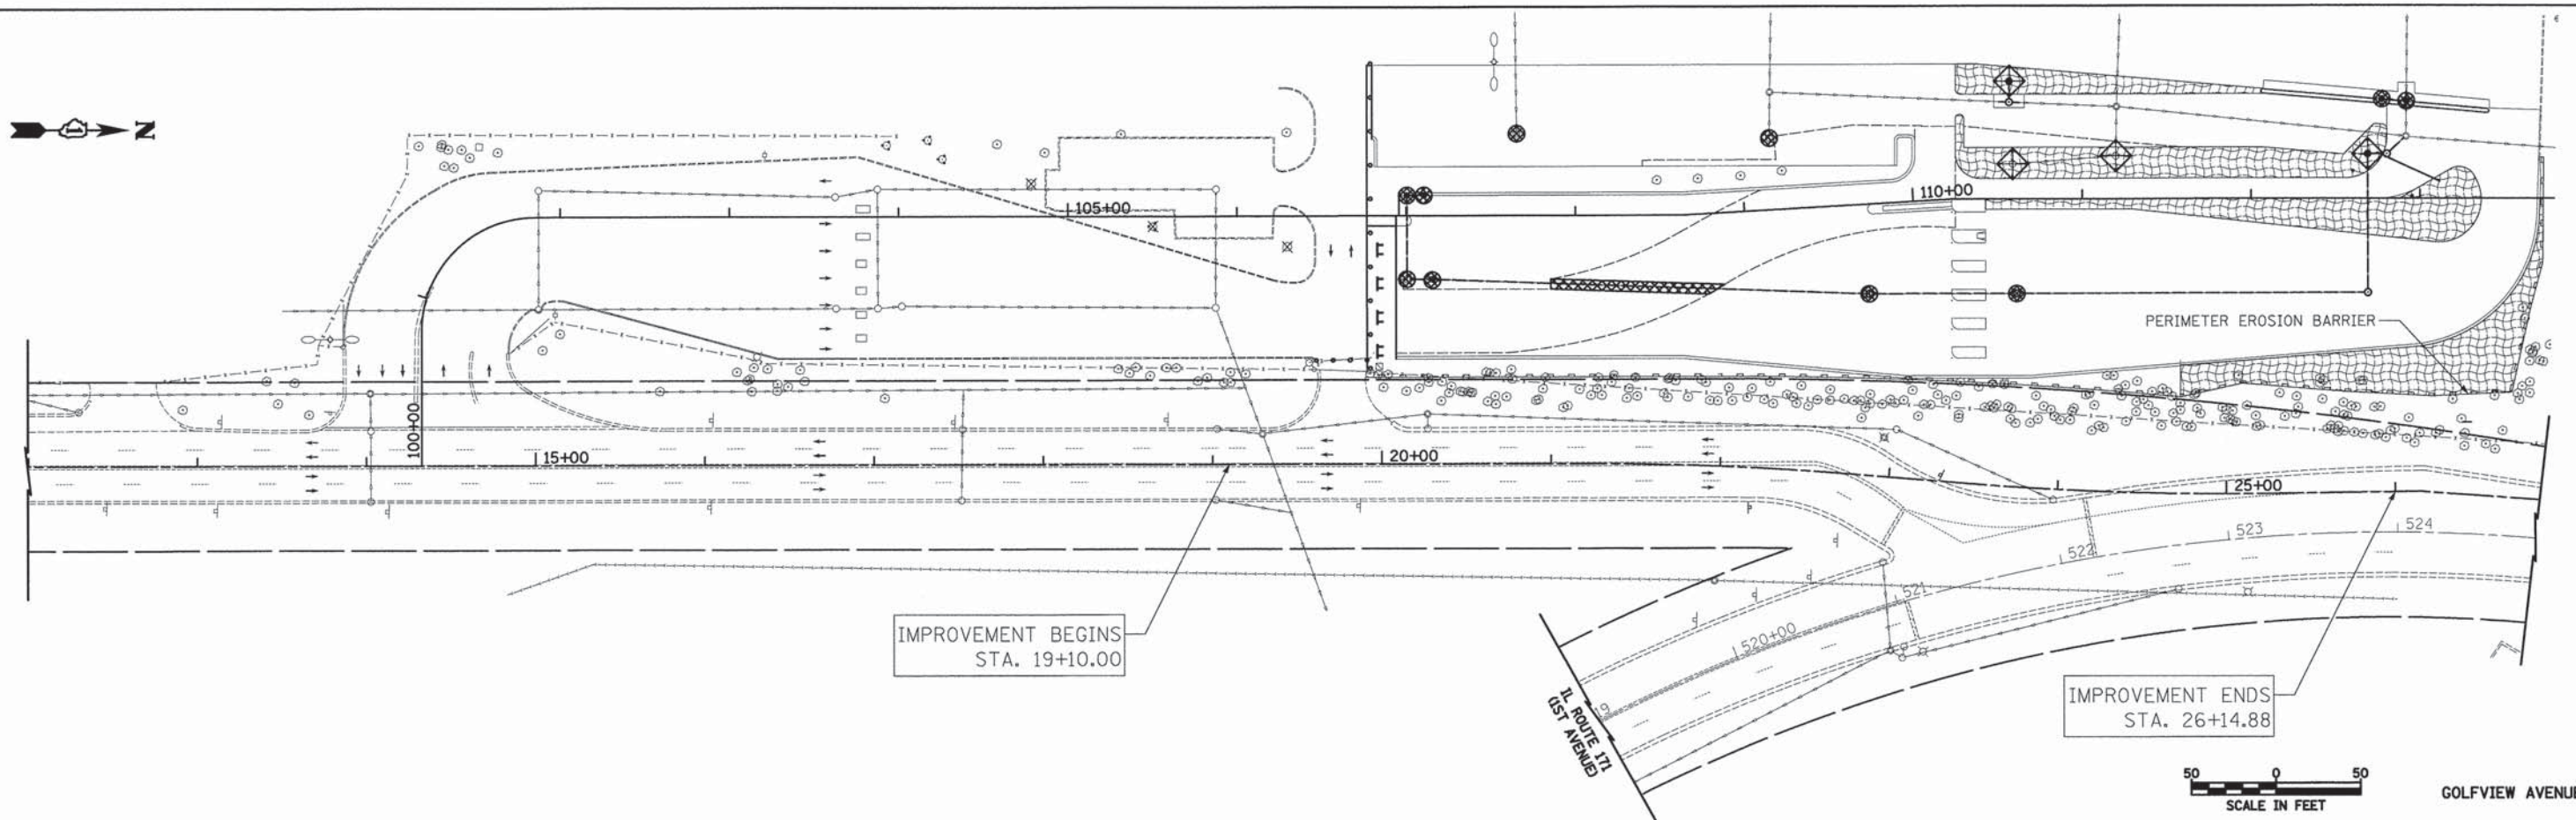 N
105+00
110+00
PERIMETER EROSION BARRIER
100+00
15+00
20+00
25+00
524
523
522
521
520+00
19
IMPROVEMENT BEGINS
STA. 19+10.00
IL ROUTE 171
(1ST AVENUE)
IMPROVEMENT ENDS
STA. 26+14.88
50 0 50
SCALE IN FEET
GOLFVIEW AVENUE